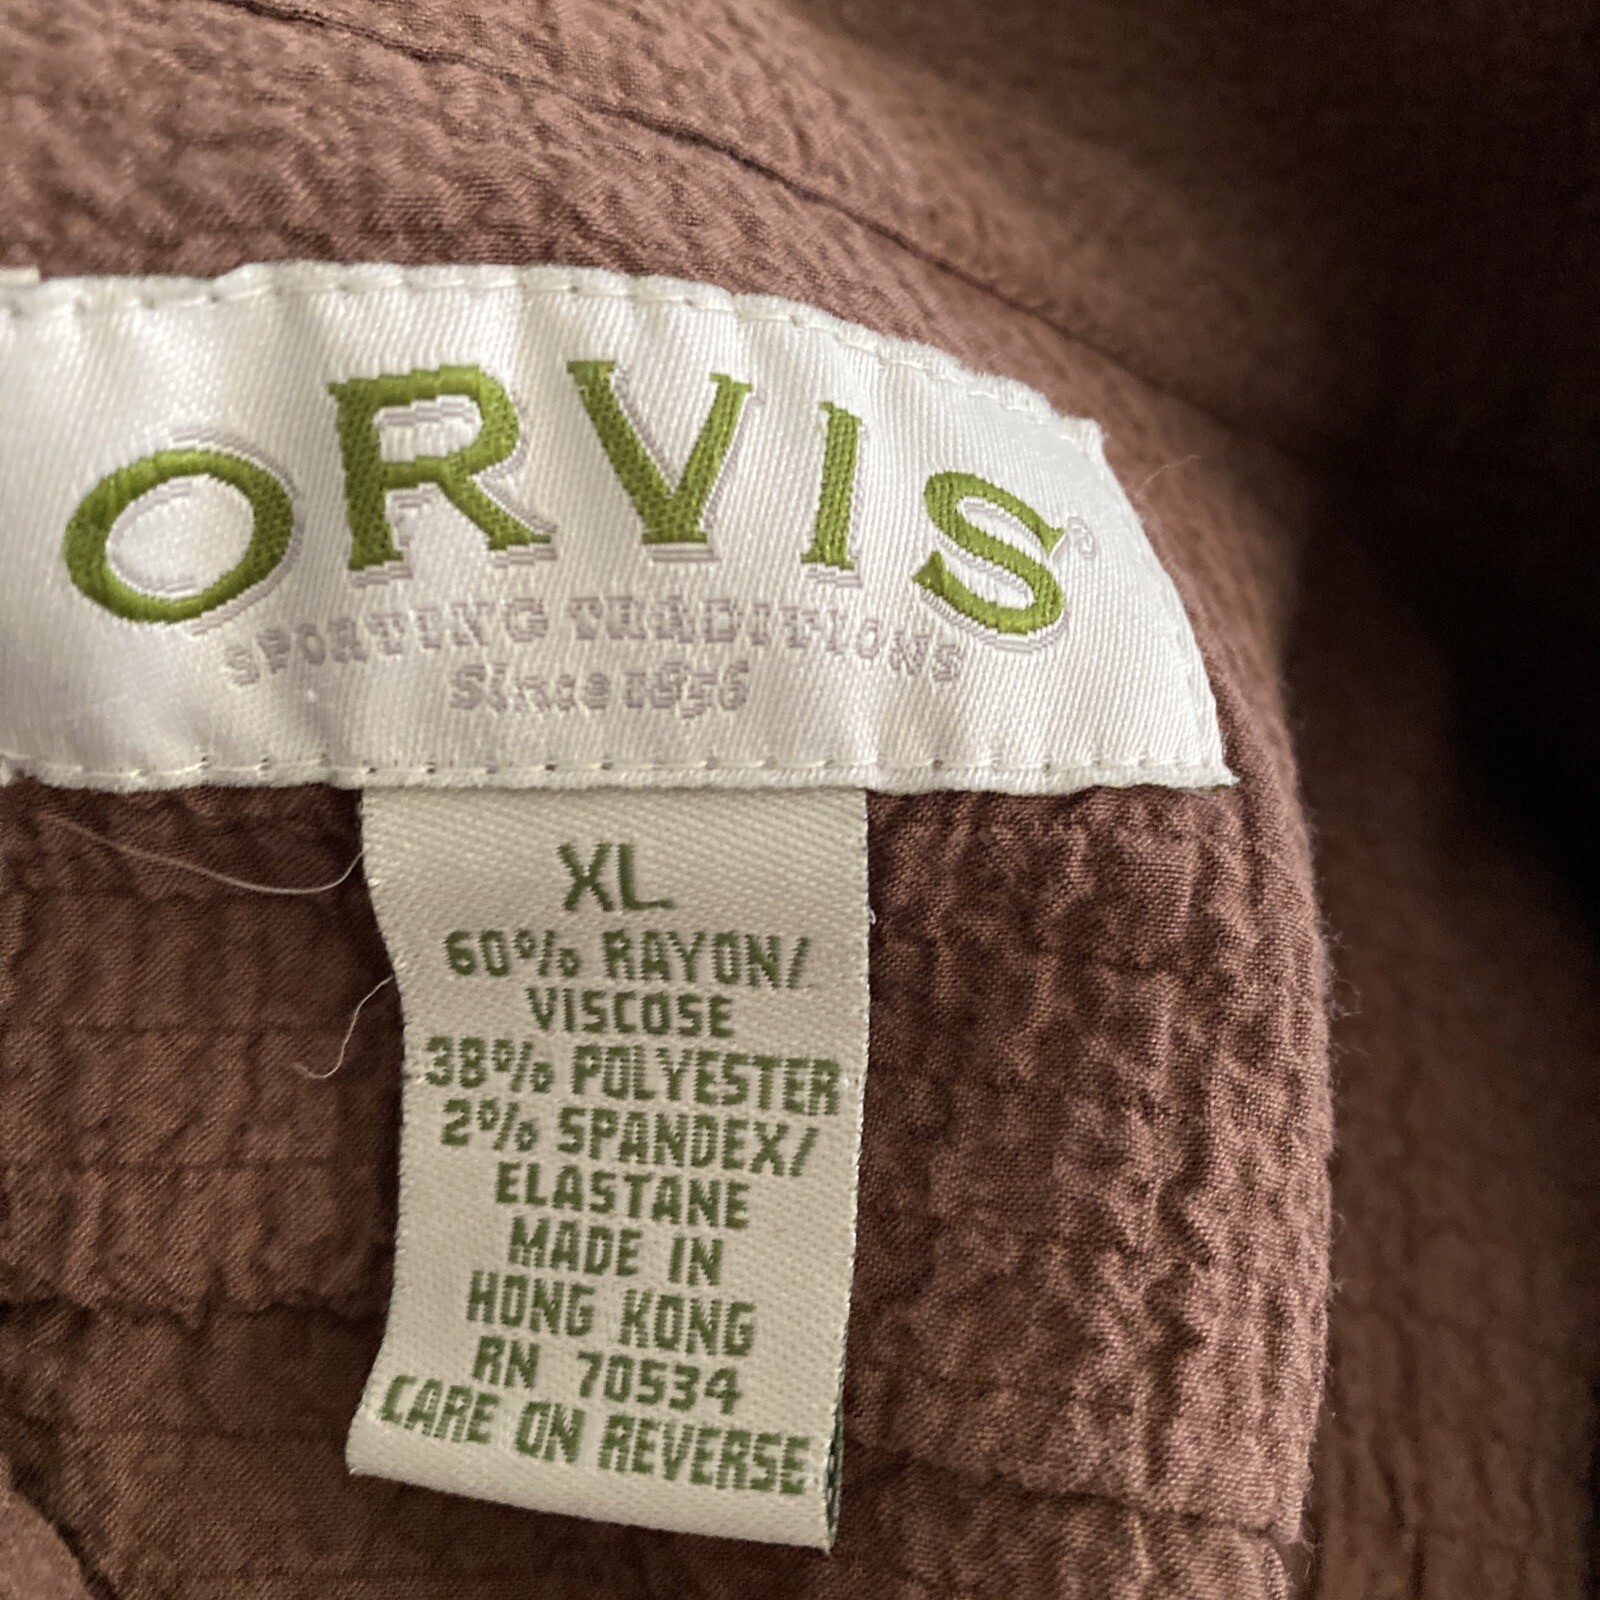 ORVIS
SPORTING TRADITIONS
Since 1856
XL
60% RAYON/
VISCOSE
38% POLYESTER
2% SPANDEX/
ELASTANE
MADE IN
HONG KONG
RN 70534
CARE ON REVERSE